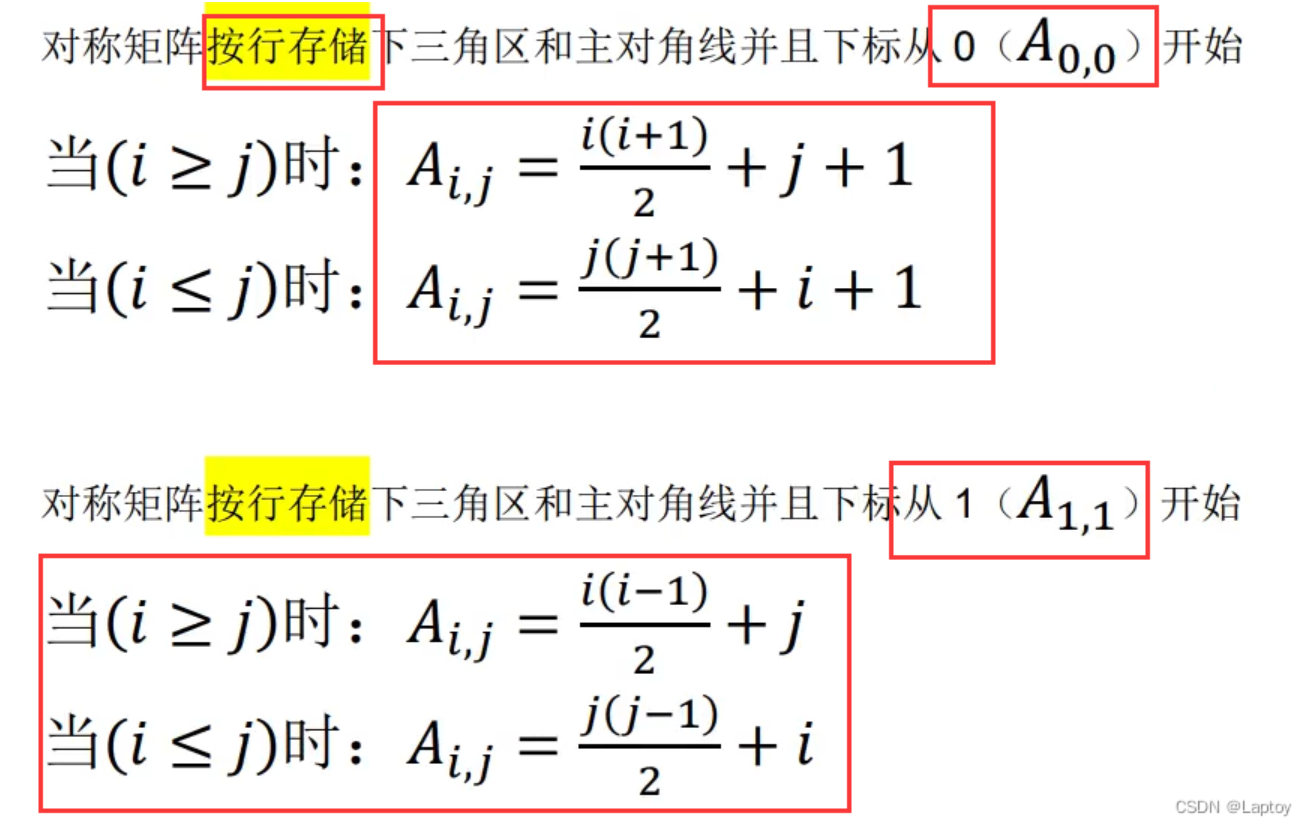 对称矩阵按行存储下三角区和主对角线并且下标从 0（A_{0,0}）开始
当(i ≥ j)时：A_{i,j} = \frac{i(i+1)}{2} + j + 1
当(i ≤ j)时：A_{i,j} = \frac{j(j+1)}{2} + i + 1
对称矩阵按行存储下三角区和主对角线并且下标从 1（A_{1,1}）开始
当(i ≥ j)时：A_{i,j} = \frac{i(i−1)}{2} + j
当(i ≤ j)时：A_{i,j} = \frac{j(j−1)}{2} + i
CSDN @Laptoy